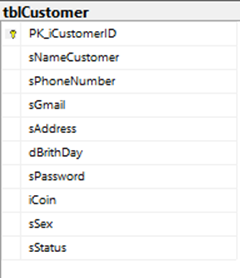 tblCustomer
PK_iCustomerID
sNameCustomer
sPhoneNumber
sGmail
sAddress
dBrithDay
sPassword
iCoin
sSex
sStatus